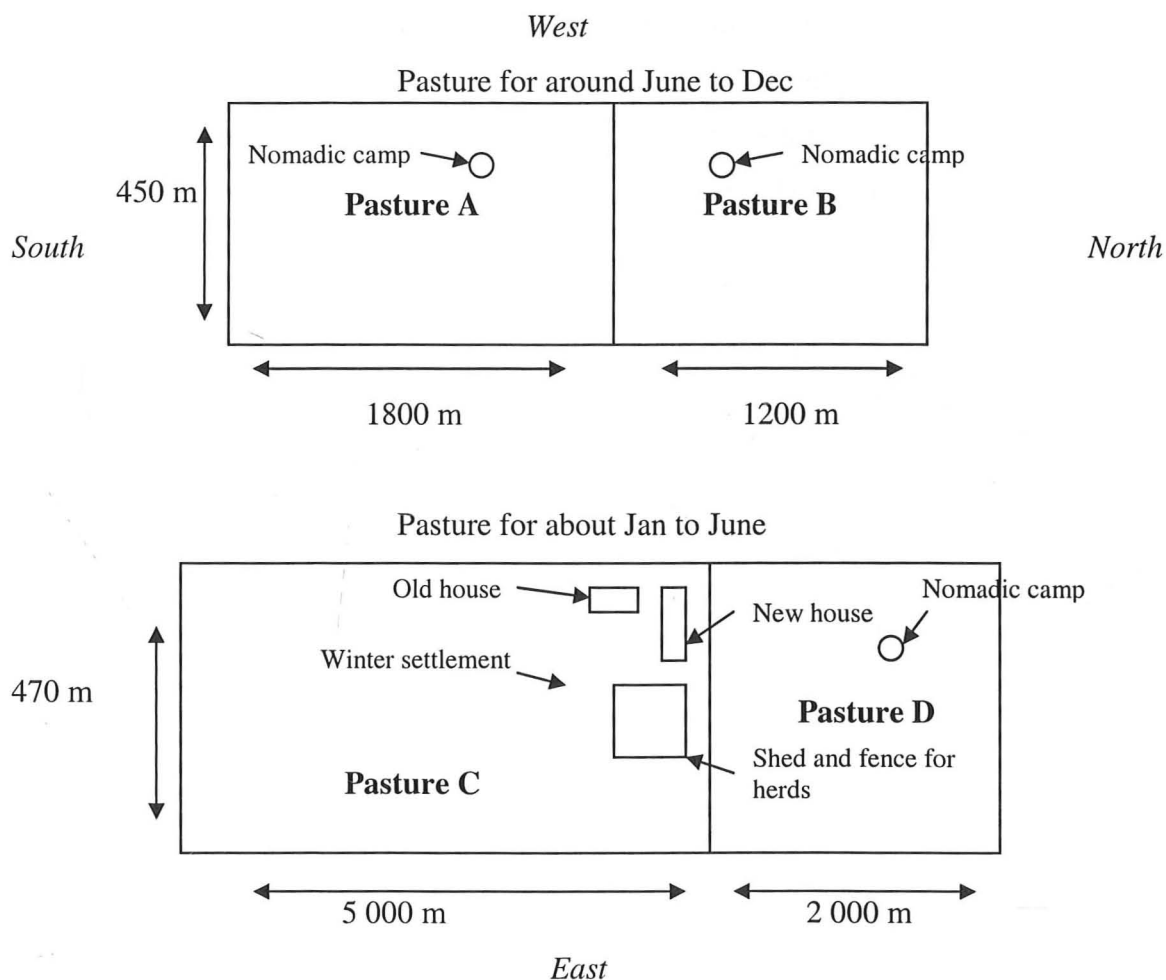 West
Pasture for around June to Dec
Nomadic camp
Nomadic camp
450 m
Pasture A
Pasture B
South
North
1800 m
1200 m
Pasture for about Jan to June
Old house
Nomadic camp
New house
Winter settlement
470 m
Pasture D
Shed and fence for
herds
Pasture C
5 000 m
2 000 m
East